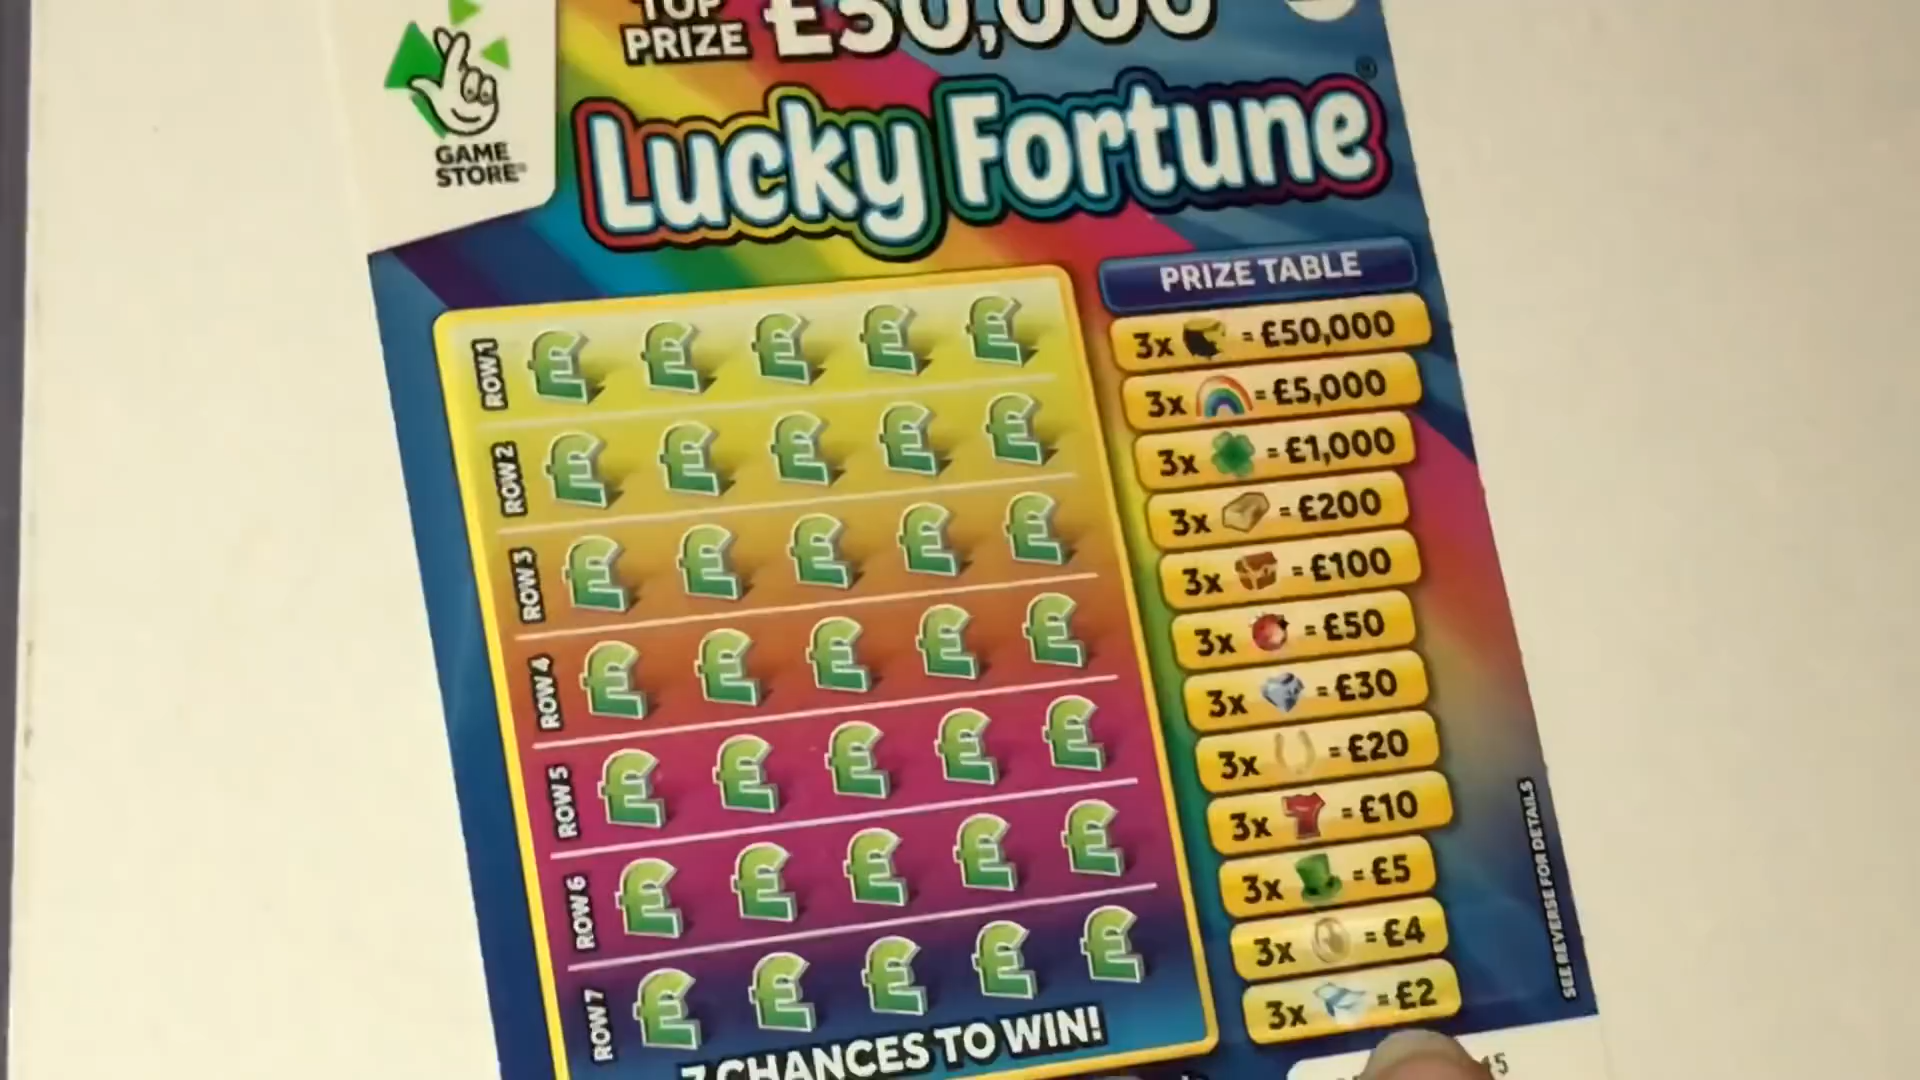 TOP
PRIZE £50,000
GAME
STORE™
Lucky Fortune®
PRIZE TABLE
3x = £50,000
3x = £5,000
3x = £1,000
3x = £200
3x = £100
3x = £50
3x = £30
3x = £20
3x = £10
3x = £5
3x = £4
3x = £2
ROW 1 £ £ £ £ £
ROW 2 £ £ £ £ £
ROW 3 £ £ £ £ £
ROW 4 £ £ £ £ £
ROW 5 £ £ £ £ £
ROW 6 £ £ £ £ £
ROW 7 £ £ £ £ £
7 CHANCES TO WIN!
SEE REVERSE FOR DETAILS